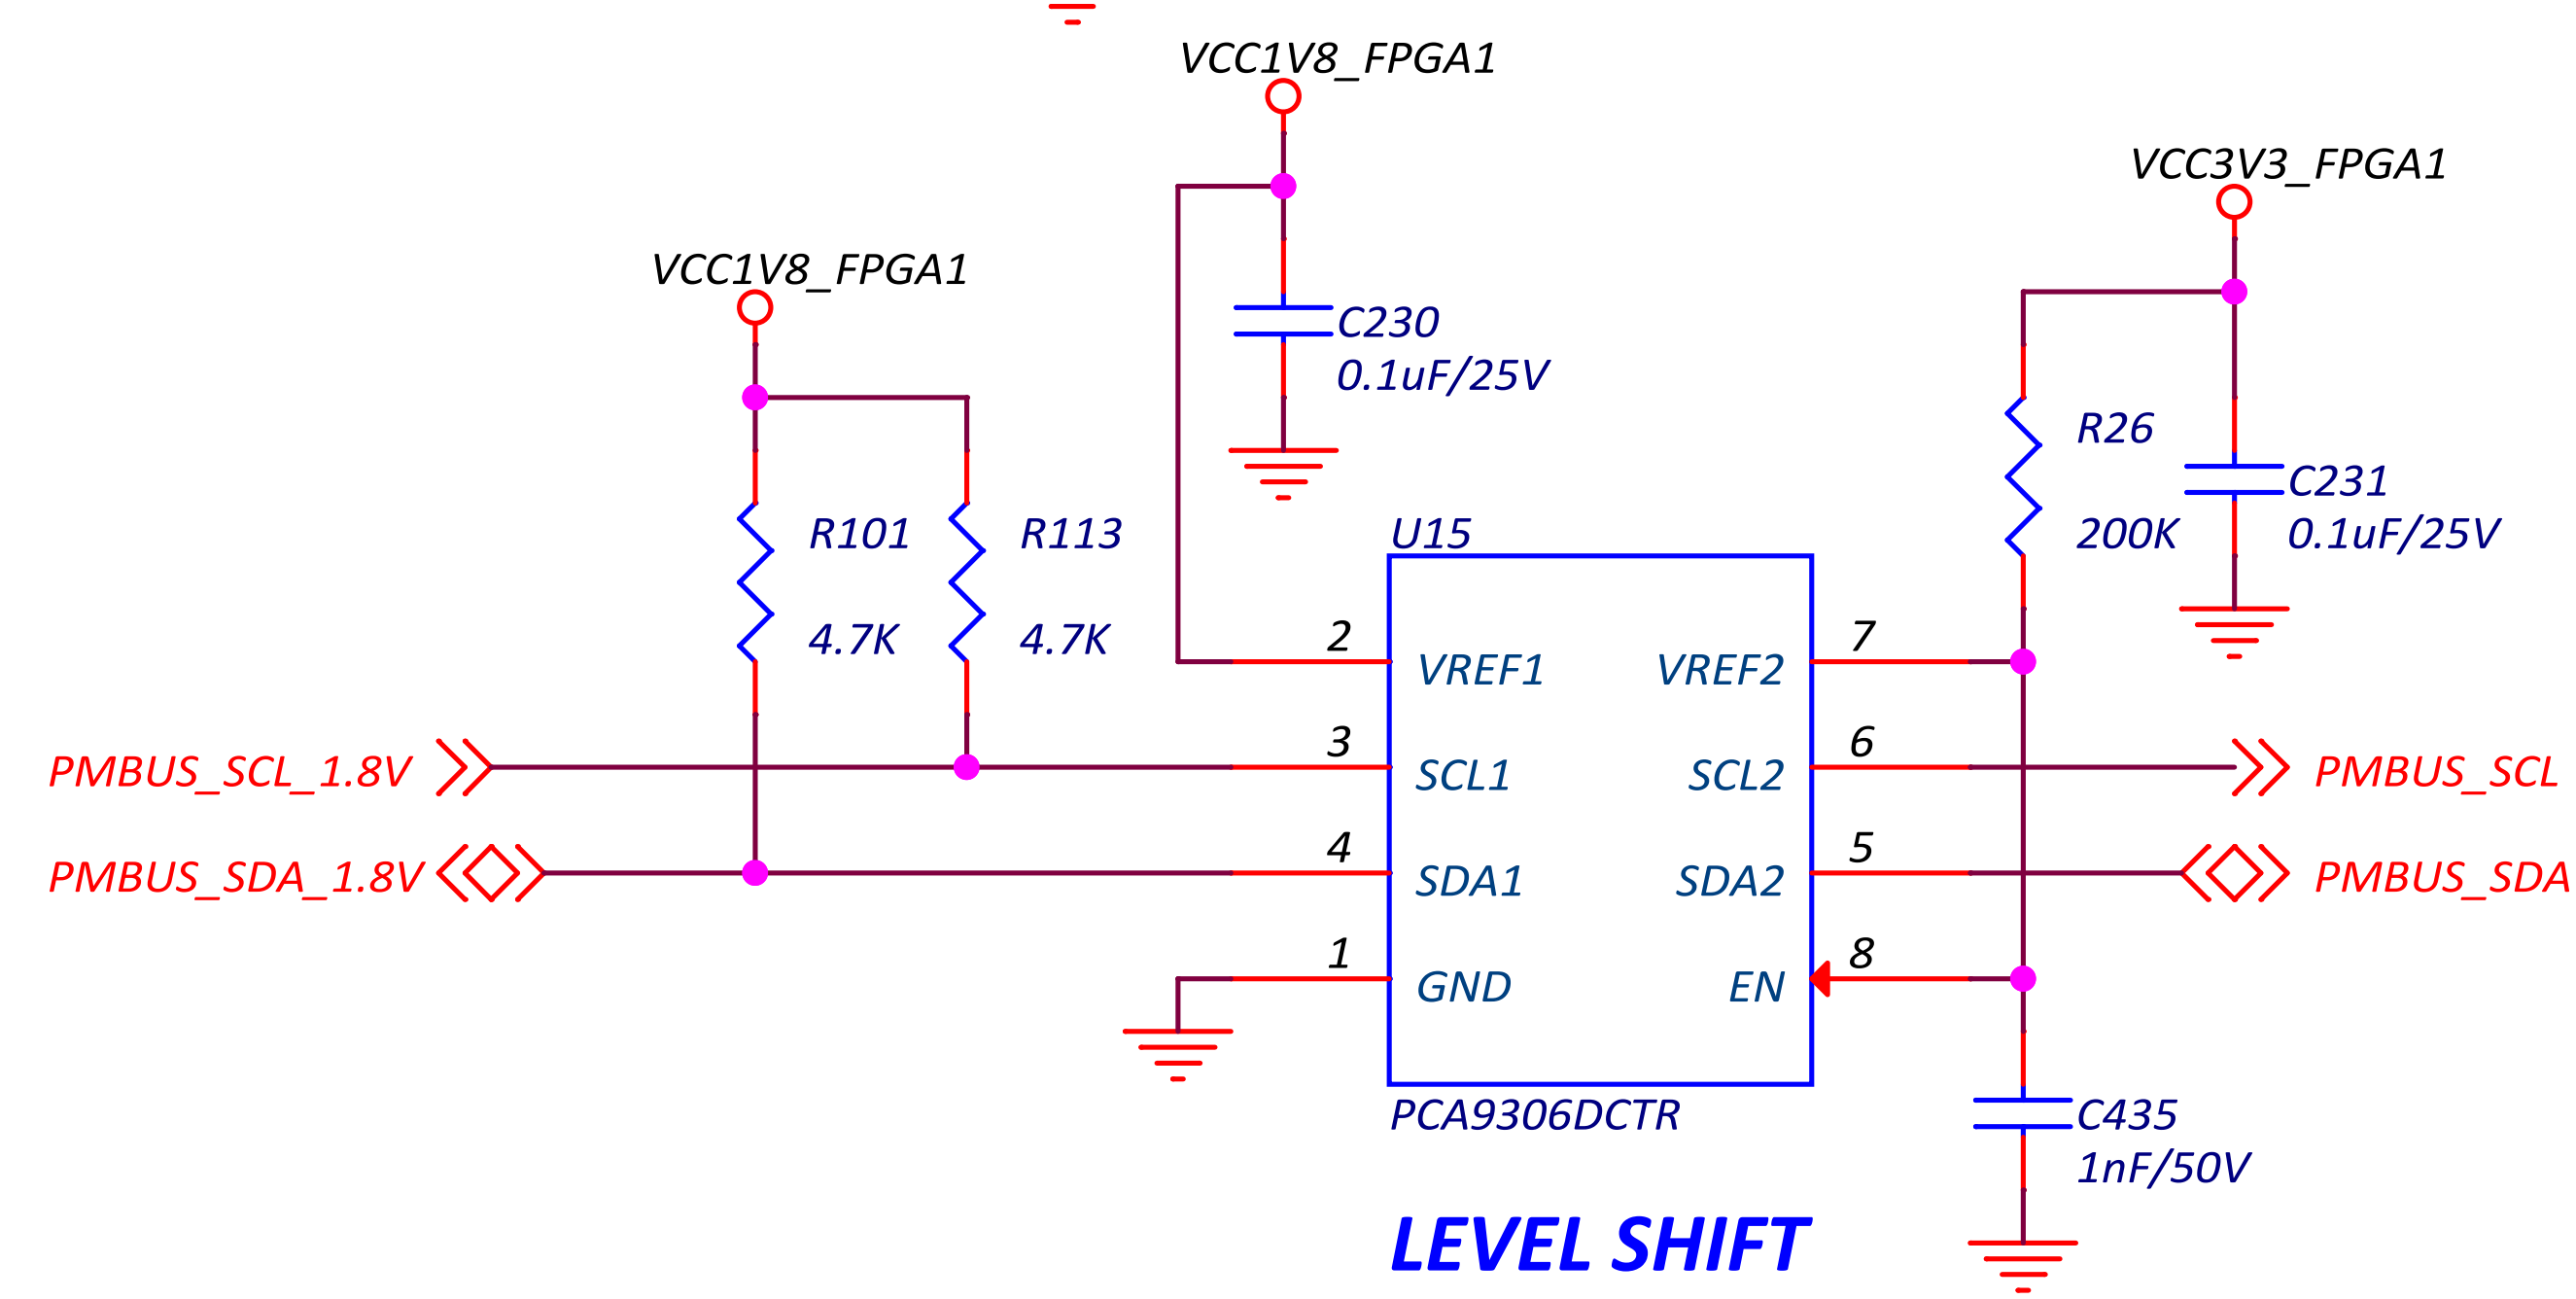 VCC1V8_FPGA1
VCC3V3_FPGA1
VCC1V8_FPGA1
C230
0.1uF/25V
R26
200K
C231
0.1uF/25V
R101
4.7K
R113
4.7K
U15
2
VREF1
VREF2
7
PMBUS_SCL_1.8V
3
SCL1
SCL2
6
PMBUS_SCL
PMBUS_SDA_1.8V
4
SDA1
SDA2
5
PMBUS_SDA
1
GND
EN
8
PCA9306DCTR
C435
1nF/50V
LEVEL SHIFT